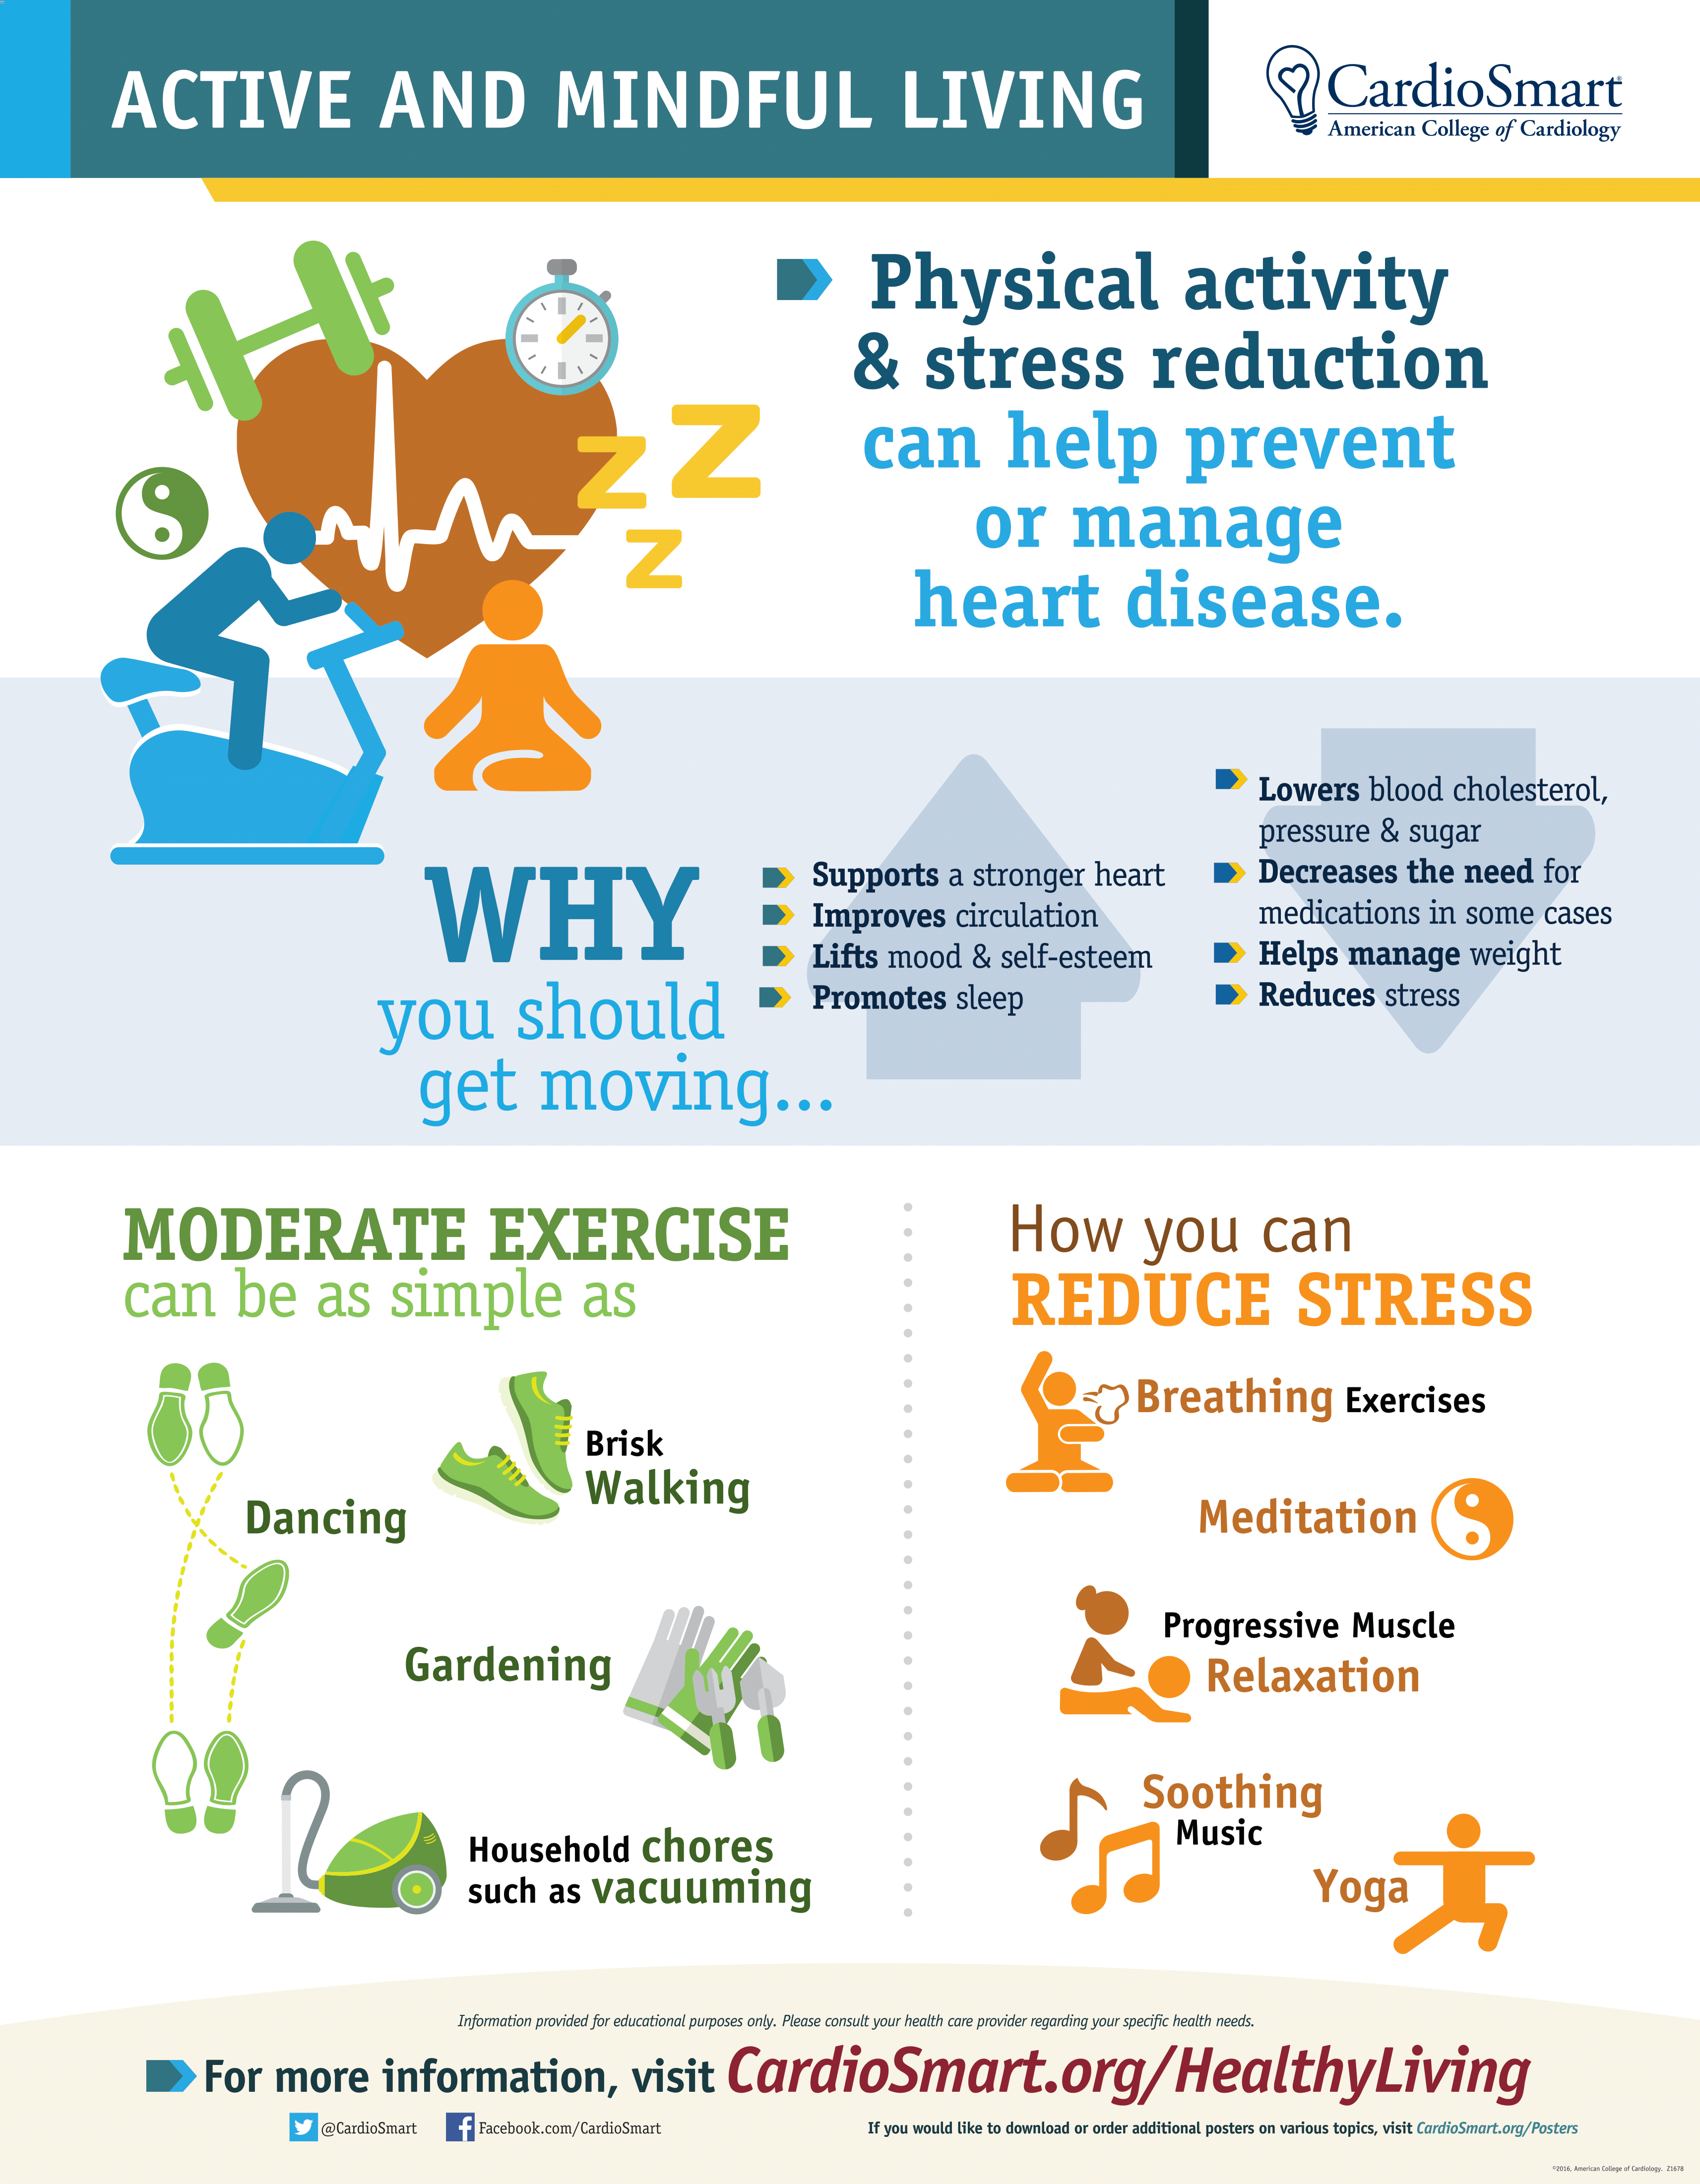 ACTIVE AND MINDFUL LIVING
CardioSmart®
American College of Cardiology
Physical activity
& stress reduction
can help prevent
or manage
heart disease.
z Z
z
WHY
you should
get moving...
Supports a stronger heart
Improves circulation
Lifts mood & self-esteem
Promotes sleep
Lowers blood cholesterol,
pressure & sugar
Decreases the need for
medications in some cases
Helps manage weight
Reduces stress
MODERATE EXERCISE
can be as simple as
Dancing
Brisk
Walking
Gardening
Household chores
such as vacuuming
How you can
REDUCE STRESS
Breathing Exercises
Meditation
Progressive Muscle
Relaxation
Soothing
Music
Yoga
Information provided for educational purposes only. Please consult your health care provider regarding your specific health needs.
For more information, visit CardioSmart.org/HealthyLiving
@CardioSmart
Facebook.com/CardioSmart
If you would like to download or order additional posters on various topics, visit CardioSmart.org/Posters
©2016, American College of Cardiology. Z1678